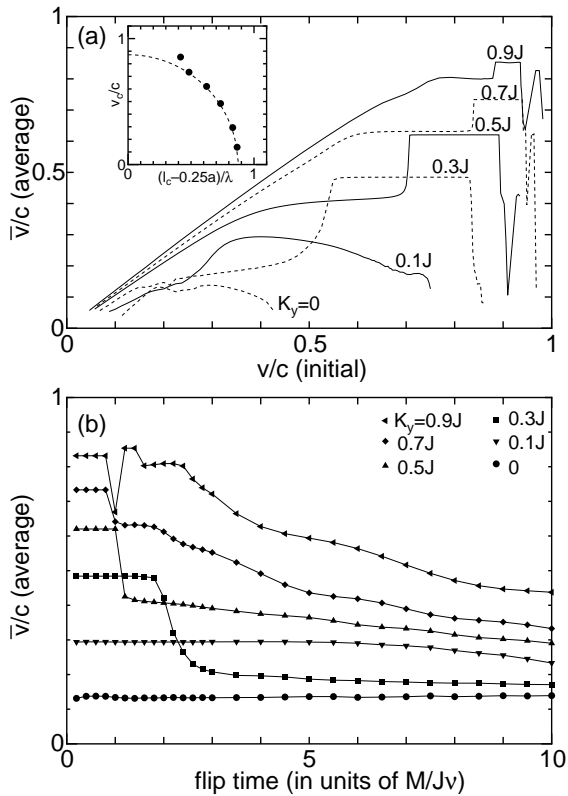 (a)
1
v_c/c
0
0
1
(l_c−0.25a)/λ
0.9J
0.7J
0.5J
0.3J
0.1J
K_y=0
1
0.5
0
v̄/c (average)
0
0.5
1
v/c (initial)
(b)
K_y=0.9J
0.3J
0.7J
0.1J
0.5J
0
1
0
v̄/c (average)
0
5
10
flip time (in units of M/Jν)